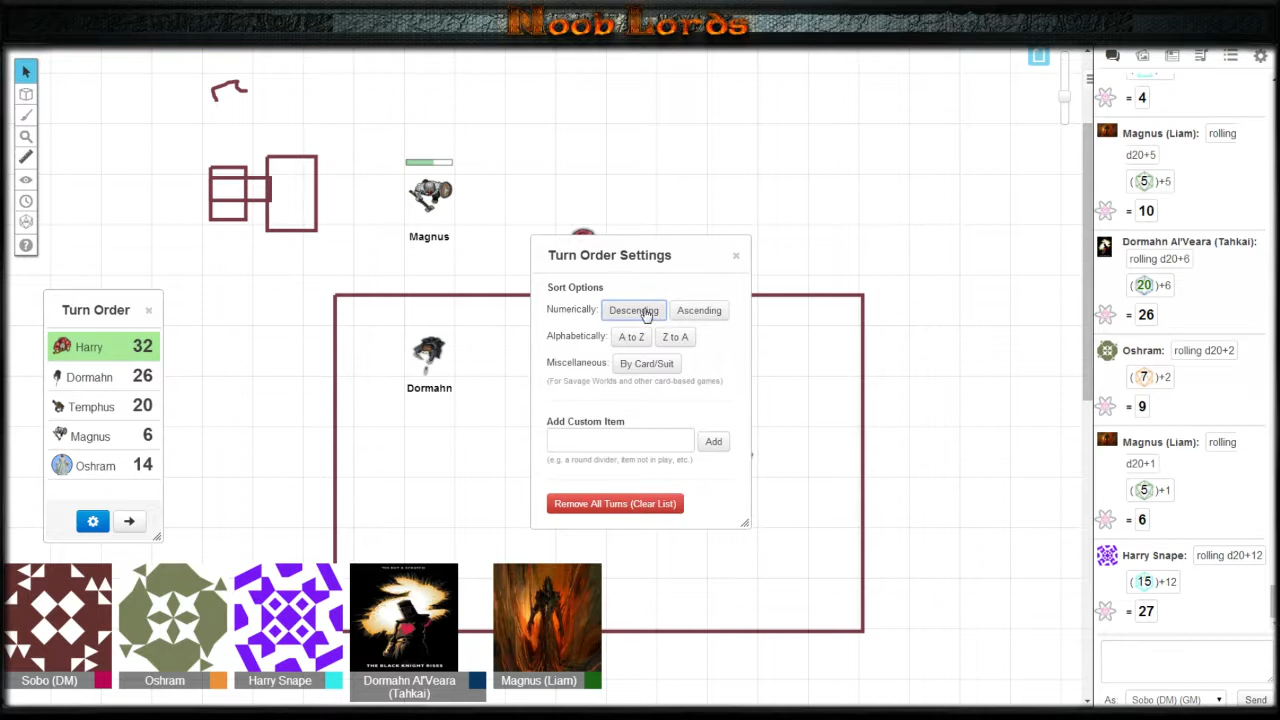 Noob Lords
Magnus
Dormahn
Turn Order
×
Harry 32
Dormahn 26
Temphus 20
Magnus 6
Oshram 14
Turn Order Settings
×
Sort Options
Numerically: Descending Ascending
Alphabetically: A to Z Z to A
Miscellaneous: By Card/Suit
(For Savage Worlds and other card-based games)
Add Custom Item
Add
(e.g. a round divider, item not in play, etc.)
Remove All Turns (Clear List)
= 4
Magnus (Liam): rolling
d20+5
(5)+5
= 10
Dormahn Al'Veara (Tahkai):
rolling d20+6
(20)+6
= 26
Oshram: rolling d20+2
(7)+2
= 9
Magnus (Liam): rolling
d20+1
(5)+1
= 6
Harry Snape: rolling d20+12
(15)+12
= 27
As: Sobo (DM) (GM) Send
THE BLACK KNIGHT RISES
Sobo (DM)
Oshram
Harry Snape
Dormahn Al'Veara
(Tahkai)
Magnus (Liam)